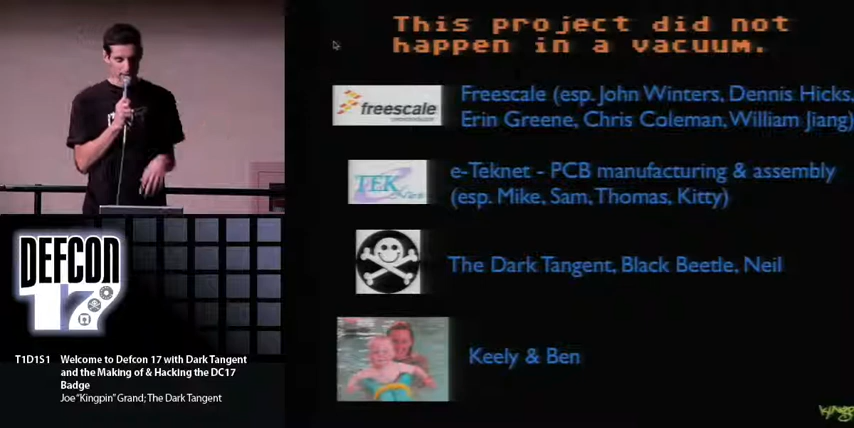 This project did not
happen in a vacuum.
freescale
Freescale (esp. John Winters, Dennis Hicks,
Erin Greene, Chris Coleman, William Jiang)
TEK
e-Teknet - PCB manufacturing & assembly
(esp. Mike, Sam, Thomas, Kitty)
The Dark Tangent, Black Beetle, Neil
Keely & Ben
DEFCON
17
T1D1S1 Welcome to Defcon 17 with Dark Tangent
and the Making of & Hacking the DC17
Badge
Joe "Kingpin" Grand; The Dark Tangent